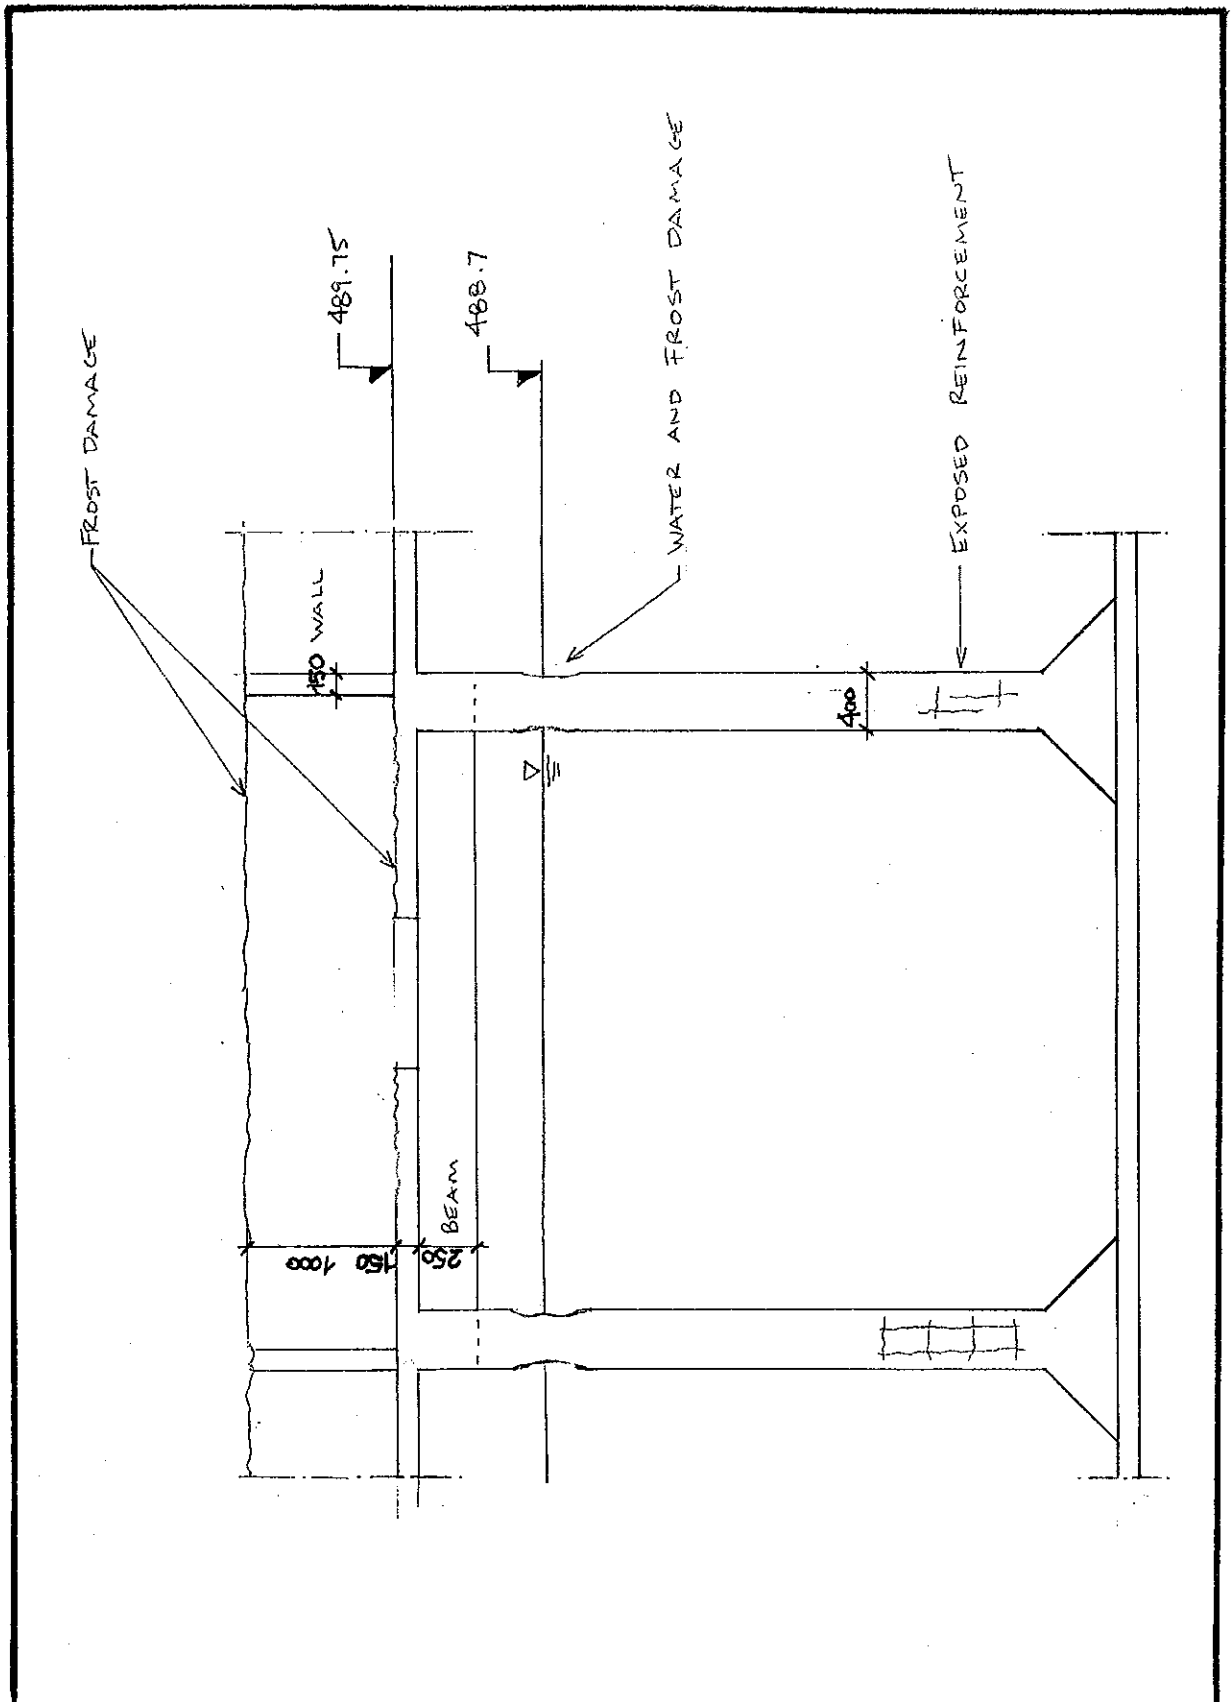 FROST DAMAGE
489.75
488.7
WATER AND FROST DAMAGE
EXPOSED REINFORCEMENT
150 WALL
400
1000
150
250
BEAM